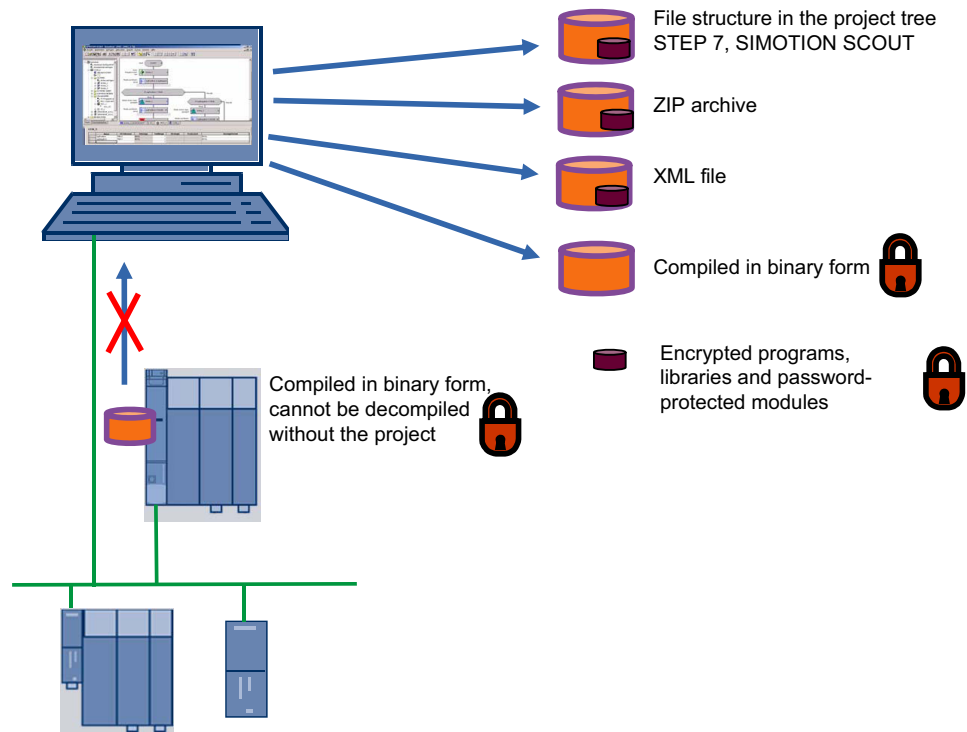 File structure in the project tree
STEP 7, SIMOTION SCOUT
ZIP archive
XML file
Compiled in binary form
Encrypted programs,
libraries and password-
protected modules
Compiled in binary form,
cannot be decompiled
without the project